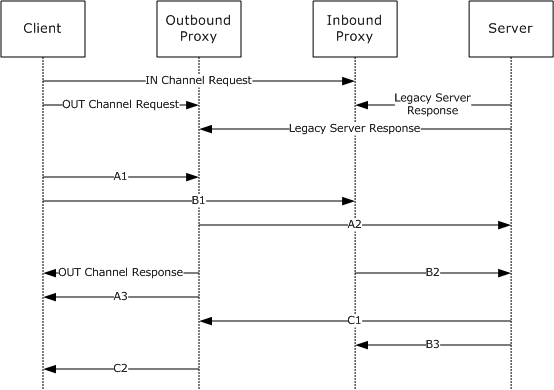 Client
Outbound
Proxy
Inbound
Proxy
Server
IN Channel Request
OUT Channel Request
Legacy Server
Response
Legacy Server Response
A1
B1
A2
OUT Channel Response
B2
A3
C1
B3
C2